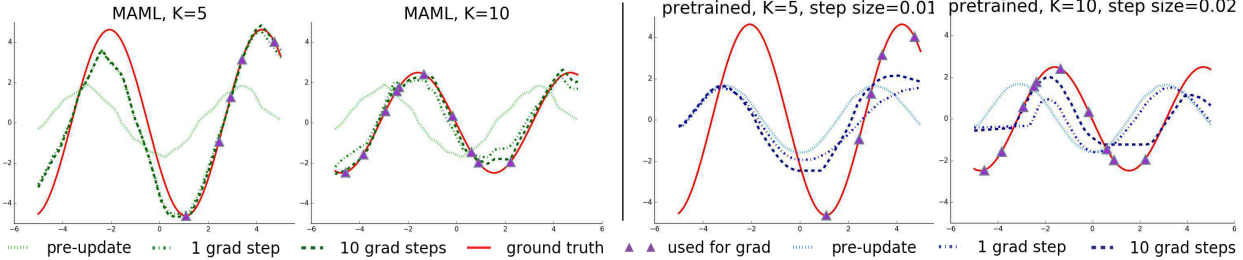 MAML, K=5
MAML, K=10
pretrained, K=5, step size=0.01
pretrained, K=10, step size=0.02
4
2
0
−2
−4
−6 −4 −2 0 2 4 6
−4
−2
0
2
4
−6 −4 −2 0 2 4 6
4
2
0
−2
−4
−6 −4 −2 0 2 4 6
4
2
0
−2
−4
−6 −4 −2 0 2 4 6
pre-update 1 grad step 10 grad steps ground truth used for grad pre-update 1 grad step 10 grad steps